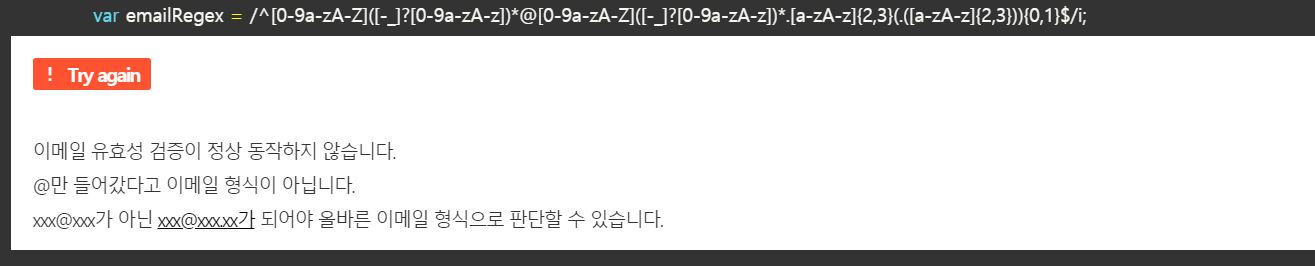 var emailRegex = /^[0-9a-zA-Z]([-_]?[0-9a-zA-z])*@[0-9a-zA-Z]([-_]?[0-9a-zA-z])*.[a-zA-z]{2,3}(.([a-zA-z]{2,3})){0,1}$/i;
! Try again
이메일 유효성 검증이 정상 동작하지 않습니다.
@만 들어갔다고 이메일 형식이 아닙니다.
xxx@xxx가 아닌 xxx@xxx.xx가 되어야 올바른 이메일 형식으로 판단할 수 있습니다.